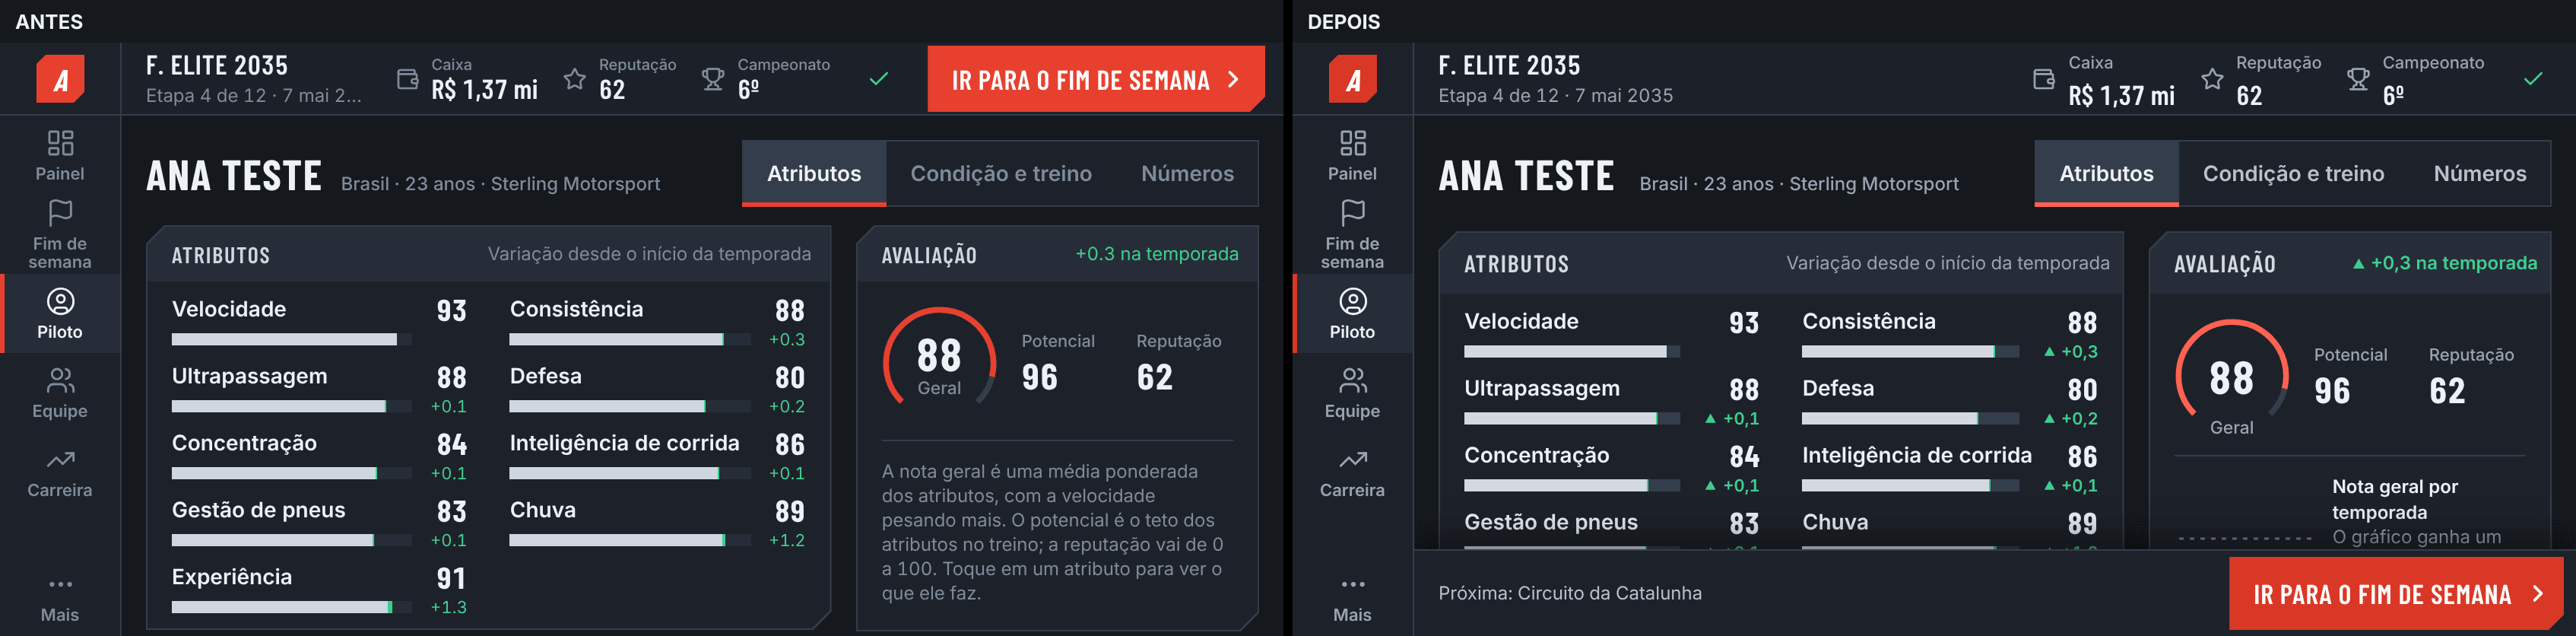 ANTES
A
F. ELITE 2035
Etapa 4 de 12 · 7 mai 2...
Caixa
R$ 1,37 mi
Reputação
62
Campeonato
6º
IR PARA O FIM DE SEMANA
Painel
Fim de
semana
Piloto
Equipe
Carreira
Mais
ANA TESTE
Brasil · 23 anos · Sterling Motorsport
Atributos
Condição e treino
Números
ATRIBUTOS
Variação desde o início da temporada
Velocidade 93
Consistência 88
+0.3
Ultrapassagem 88
+0.1
Defesa 80
+0.2
Concentração 84
+0.1
Inteligência de corrida 86
+0.1
Gestão de pneus 83
+0.1
Chuva 89
+1.2
Experiência 91
+1.3
AVALIAÇÃO
+0.3 na temporada
88
Geral
Potencial
96
Reputação
62
A nota geral é uma média ponderada
dos atributos, com a velocidade
pesando mais. O potencial é o teto dos
atributos no treino; a reputação vai de 0
a 100. Toque em um atributo para ver o
que ele faz.
DEPOIS
A
F. ELITE 2035
Etapa 4 de 12 · 7 mai 2035
Caixa
R$ 1,37 mi
Reputação
62
Campeonato
6º
Painel
Fim de
semana
Piloto
Equipe
Carreira
Mais
ANA TESTE
Brasil · 23 anos · Sterling Motorsport
Atributos
Condição e treino
Números
ATRIBUTOS
Variação desde o início da temporada
Velocidade 93
Consistência 88
▲ +0,3
Ultrapassagem 88
▲ +0,1
Defesa 80
▲ +0,2
Concentração 84
▲ +0,1
Inteligência de corrida 86
▲ +0,1
Gestão de pneus 83
Chuva 89
AVALIAÇÃO
▲ +0,3 na temporada
88
Geral
Potencial
96
Reputação
62
Nota geral por
temporada
O gráfico ganha um
Próxima: Circuito da Catalunha
IR PARA O FIM DE SEMANA